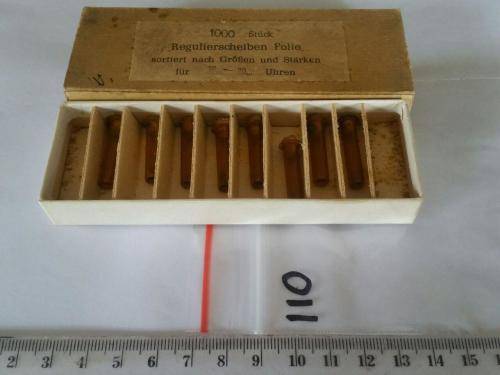 1000 Stück
Regulierscheiben Folie
sortiert nach Größen und Stärken
für Uhren
110
2 3 4 5 6 7 8 9 10 11 12 13 14 15